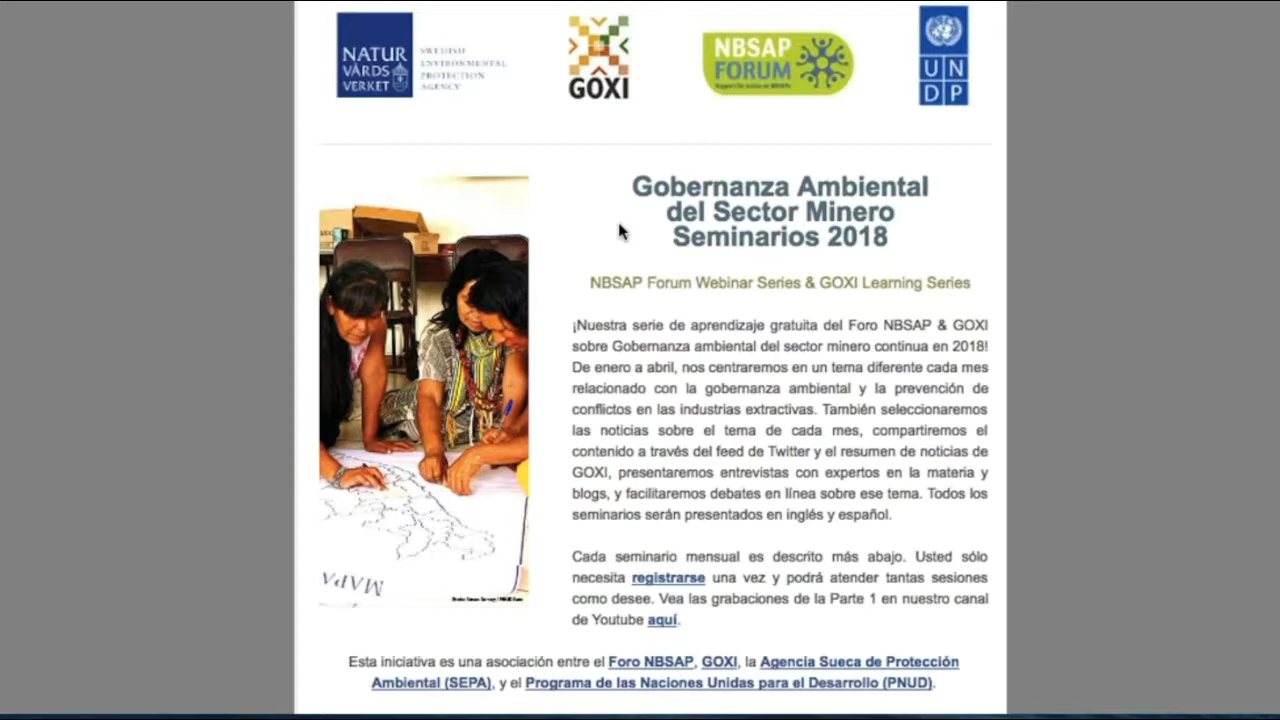 NATUR
VÅRDS
VERKET
SWEDISH
ENVIRONMENTAL
PROTECTION
AGENCY
GOXI
NBSAP
FORUM
U N
D P
Gobernanza Ambiental
del Sector Minero
Seminarios 2018
NBSAP Forum Webinar Series & GOXI Learning Series
¡Nuestra serie de aprendizaje gratuita del Foro NBSAP & GOXI
sobre Gobernanza ambiental del sector minero continua en 2018!
De enero a abril, nos centraremos en un tema diferente cada mes
relacionado con la gobernanza ambiental y la prevención de
conflictos en las industrias extractivas. También seleccionaremos
las noticias sobre el tema de cada mes, compartiremos el
contenido a través del feed de Twitter y el resumen de noticias de
GOXI, presentaremos entrevistas con expertos en la materia y
blogs, y facilitaremos debates en línea sobre ese tema. Todos los
seminarios serán presentados en inglés y español.
Cada seminario mensual es descrito más abajo. Usted sólo
necesita registrarse una vez y podrá atender tantas sesiones
como desee. Vea las grabaciones de la Parte 1 en nuestro canal
de Youtube aquí.
MAPA
Esta iniciativa es una asociación entre el Foro NBSAP, GOXI, la Agencia Sueca de Protección
Ambiental (SEPA), y el Programa de las Naciones Unidas para el Desarrollo (PNUD).